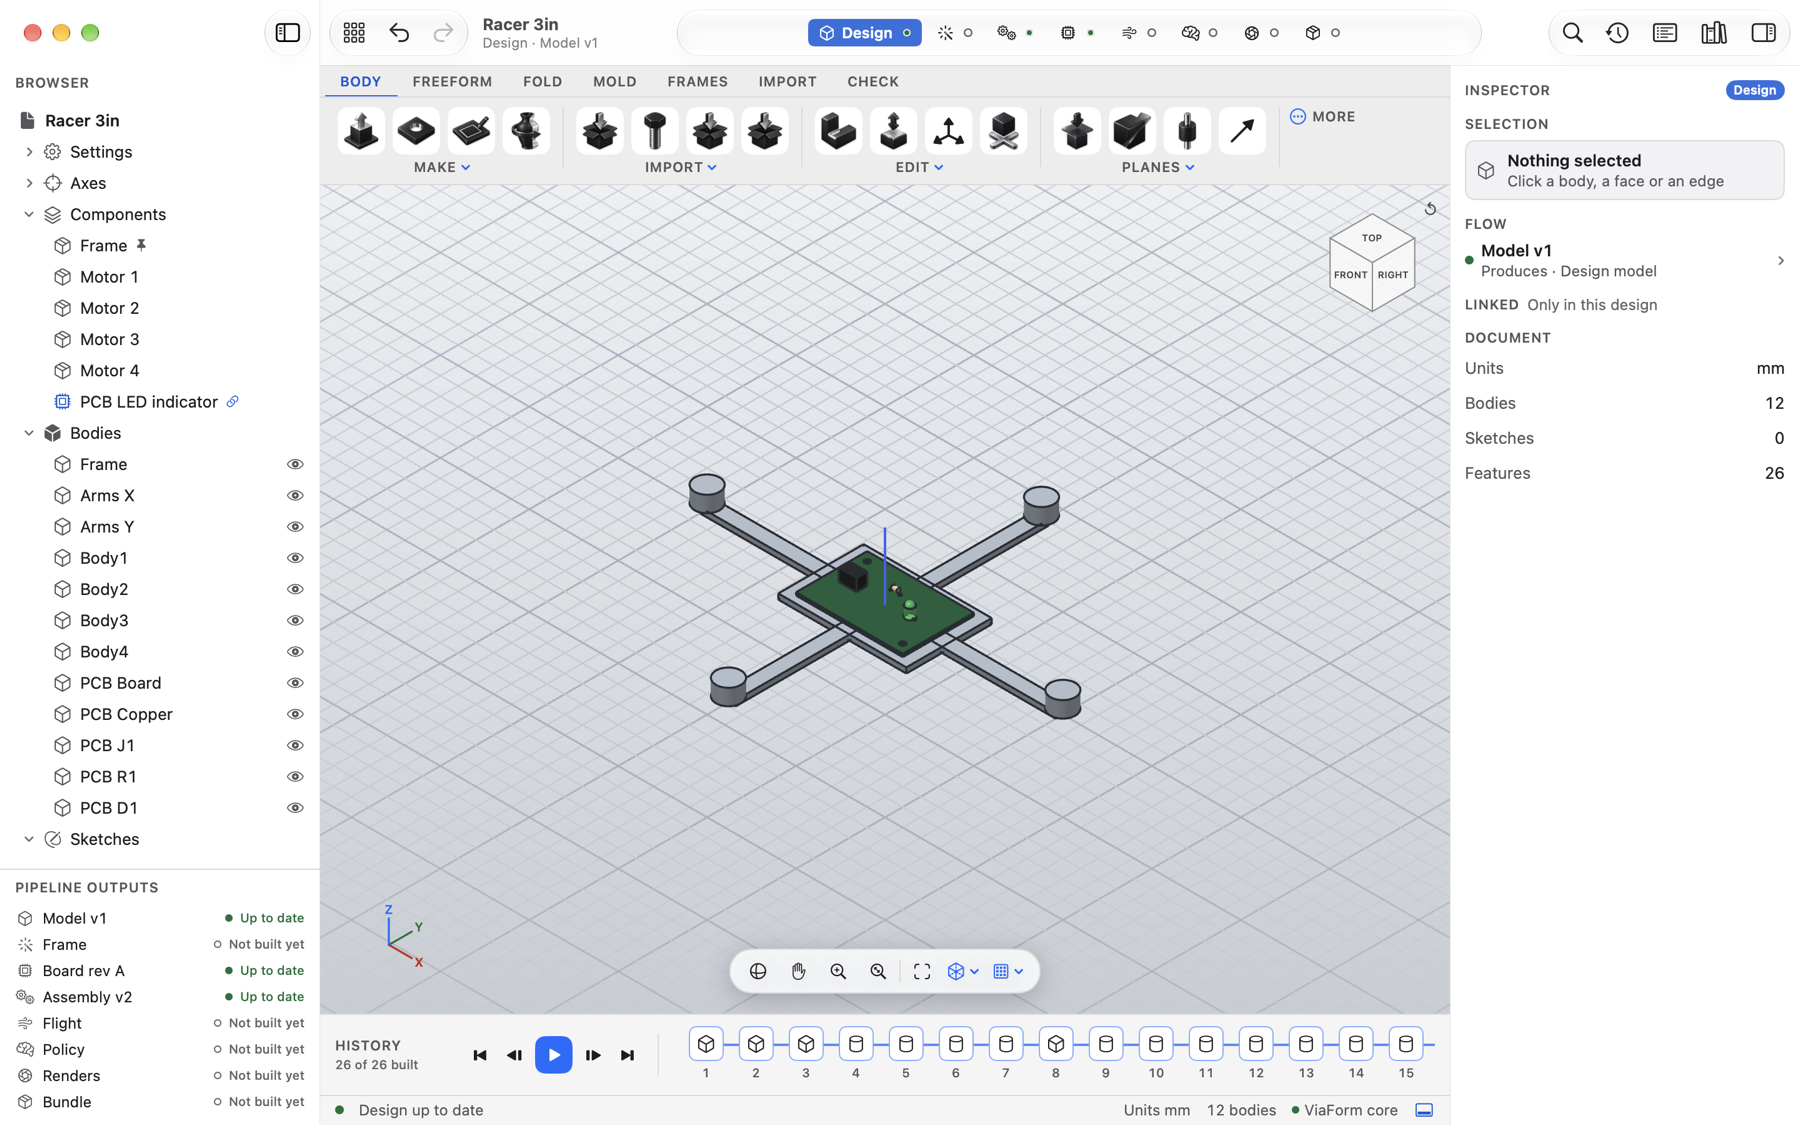 Racer 3in
Design · Model v1
Design
BROWSER
Racer 3in
Settings
Axes
Components
Frame
Motor 1
Motor 2
Motor 3
Motor 4
PCB LED indicator
Bodies
Frame
Arms X
Arms Y
Body1
Body2
Body3
Body4
PCB Board
PCB Copper
PCB J1
PCB R1
PCB D1
Sketches
PIPELINE OUTPUTS
Model v1 Up to date
Frame Not built yet
Board rev A Up to date
Assembly v2 Up to date
Flight Not built yet
Policy Not built yet
Renders Not built yet
Bundle Not built yet
BODY FREEFORM FOLD MOLD FRAMES IMPORT CHECK
MAKE IMPORT EDIT PLANES MORE
TOP
FRONT RIGHT
Z
Y
X
HISTORY
26 of 26 built
1 2 3 4 5 6 7 8 9 10 11 12 13 14 15
Design up to date
Units mm 12 bodies ViaForm core
INSPECTOR Design
SELECTION
Nothing selected
Click a body, a face or an edge
FLOW
Model v1
Produces · Design model
LINKED Only in this design
DOCUMENT
Units mm
Bodies 12
Sketches 0
Features 26